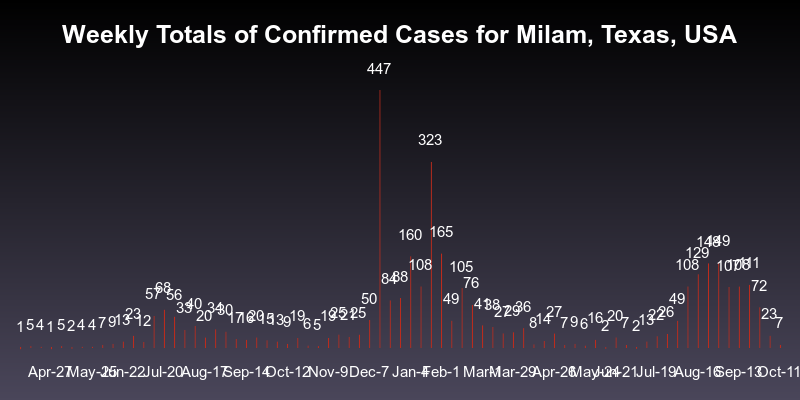 Weekly Totals of Confirmed Cases for Milam, Texas, USA
1 5 4 1 5 2 4 4 7 9 13 23 12 57 68 56 33 40 20 34 30 17 16 20 15 13 9 19 6 5 19 25 21 25 50 447 84 88 160 108 323 165 49 105 76 41 38 27 29 36 8 14 27 7 9 6 16 2 20 7 2 13 22 26 49 108 129 148 149 107 108 111 72 23 7
Apr-27 May-25 Jun-22 Jul-20 Aug-17 Sep-14 Oct-12 Nov-9 Dec-7 Jan-4 Feb-1 Mar-1 Mar-29 Apr-26 May-24 Jun-21 Jul-19 Aug-16 Sep-13 Oct-11